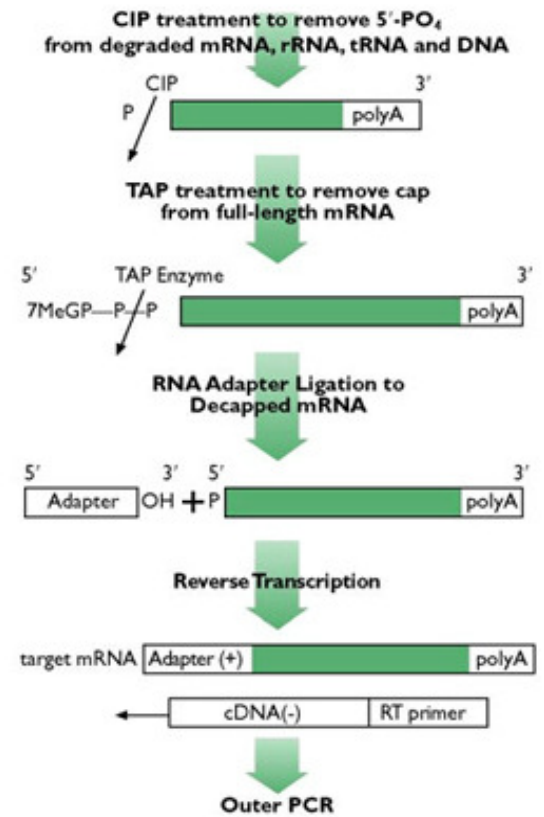 CIP treatment to remove 5′-PO₄
from degraded mRNA, rRNA, tRNA and DNA
CIP
3′
P
polyA
TAP treatment to remove cap
from full-length mRNA
5′ TAP Enzyme 3′
7MeGP—P—P
polyA
RNA Adapter Ligation to
Decapped mRNA
5′ 3′ 5′ 3′
Adapter OH + P polyA
Reverse Transcription
target mRNA Adapter (+) polyA
cDNA(-) RT primer
Outer PCR